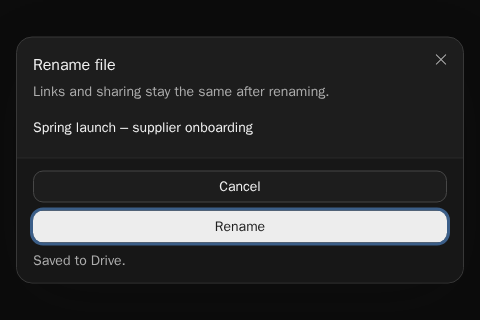 Rename file
Links and sharing stay the same after renaming.
Spring launch – supplier onboarding
Cancel
Rename
Saved to Drive.